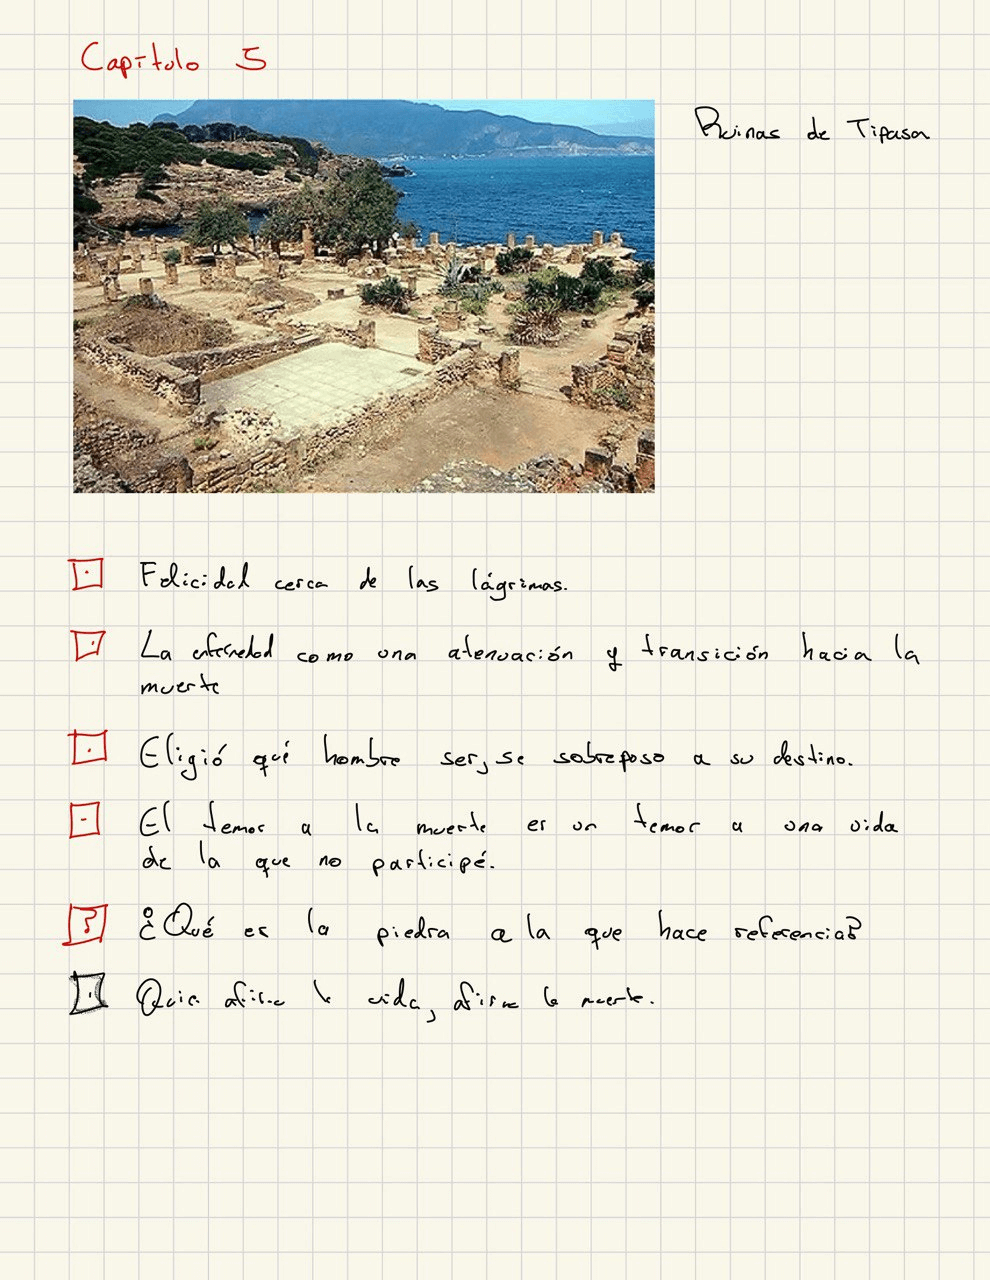 Capítulo 5
Ruinas de Tipasa
Felicidad cerca de las lágrimas.
La enfermedad como una atenuación y transición hacia la
muerte
Eligió qué hombre ser, se sobreposo a su destino.
El temor a la muerte es un temor a una vida
de la que no participé.
? ¿Qué es la piedra a la que hace referencia?
Quien afirma la vida, afirma la muerte.